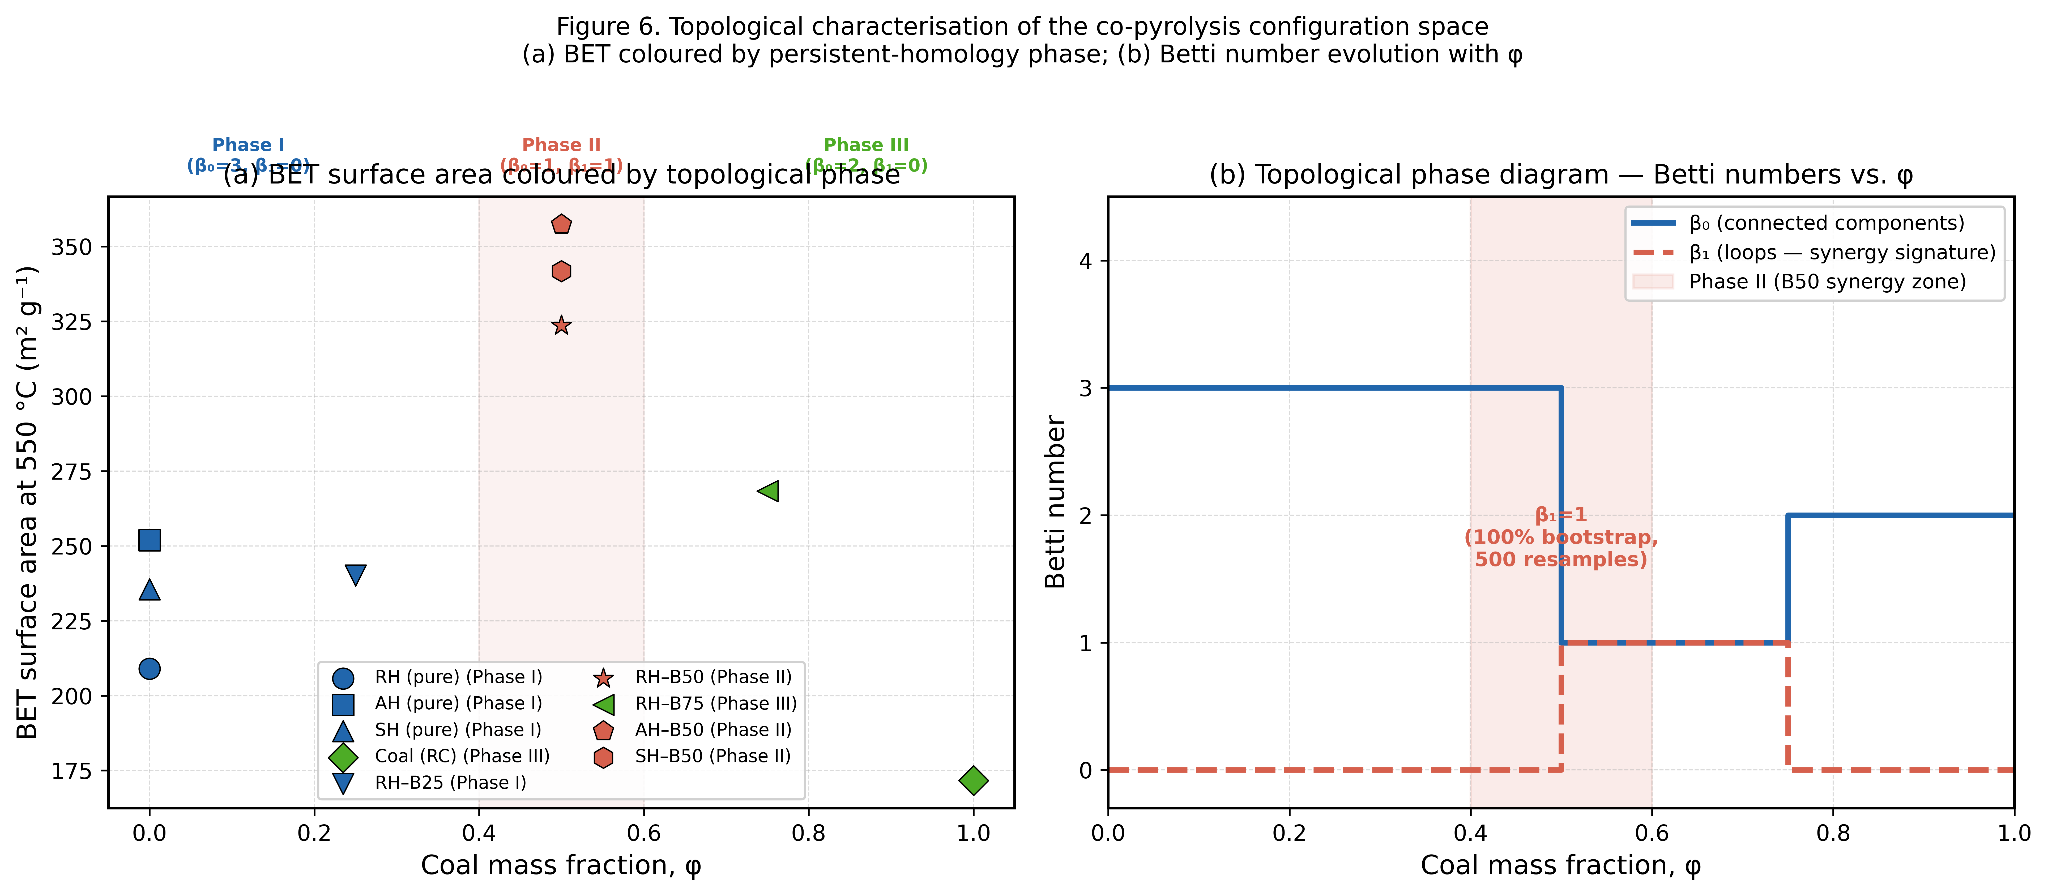 Figure 6. Topological characterisation of the co-pyrolysis configuration space
(a) BET coloured by persistent-homology phase; (b) Betti number evolution with φ
Phase I
(β₀=3, β₁=0)
Phase II
(β₀=1, β₁=1)
Phase III
(β₀=2, β₁=0)
(a) BET surface area coloured by topological phase
BET surface area at 550 °C (m² g⁻¹)
350
325
300
275
250
225
200
175
RH (pure) (Phase I)
AH (pure) (Phase I)
SH (pure) (Phase I)
Coal (RC) (Phase III)
RH–B25 (Phase I)
RH–B50 (Phase II)
RH–B75 (Phase III)
AH–B50 (Phase II)
SH–B50 (Phase II)
0.0
0.2
0.4
0.6
0.8
1.0
Coal mass fraction, φ
(b) Topological phase diagram — Betti numbers vs. φ
Betti number
4
3
2
1
0
β₀ (connected components)
β₁ (loops — synergy signature)
Phase II (B50 synergy zone)
β₁=1
(100% bootstrap,
500 resamples)
0.0
0.2
0.4
0.6
0.8
1.0
Coal mass fraction, φ